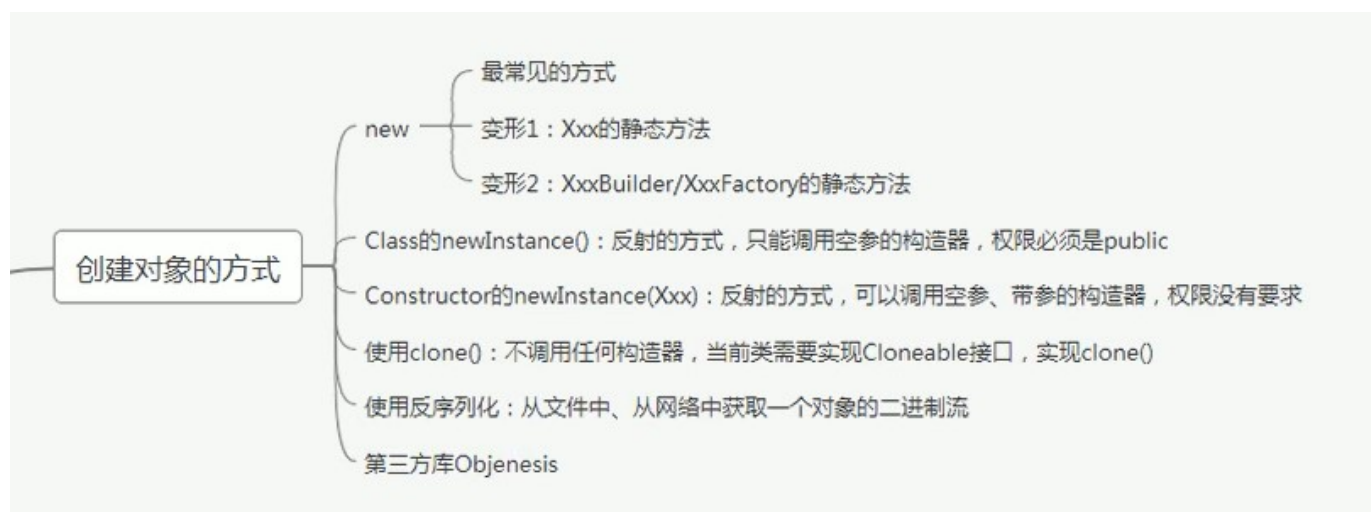 最常见的方式
new
变形1：Xxx的静态方法
变形2：XxxBuilder/XxxFactory的静态方法
Class的newInstance()：反射的方式，只能调用空参的构造器，权限必须是public
创建对象的方式
Constructor的newInstance(Xxx)：反射的方式，可以调用空参、带参的构造器，权限没有要求
使用clone()：不调用任何构造器，当前类需要实现Cloneable接口，实现clone()
使用反序列化：从文件中、从网络中获取一个对象的二进制流
第三方库Objenesis